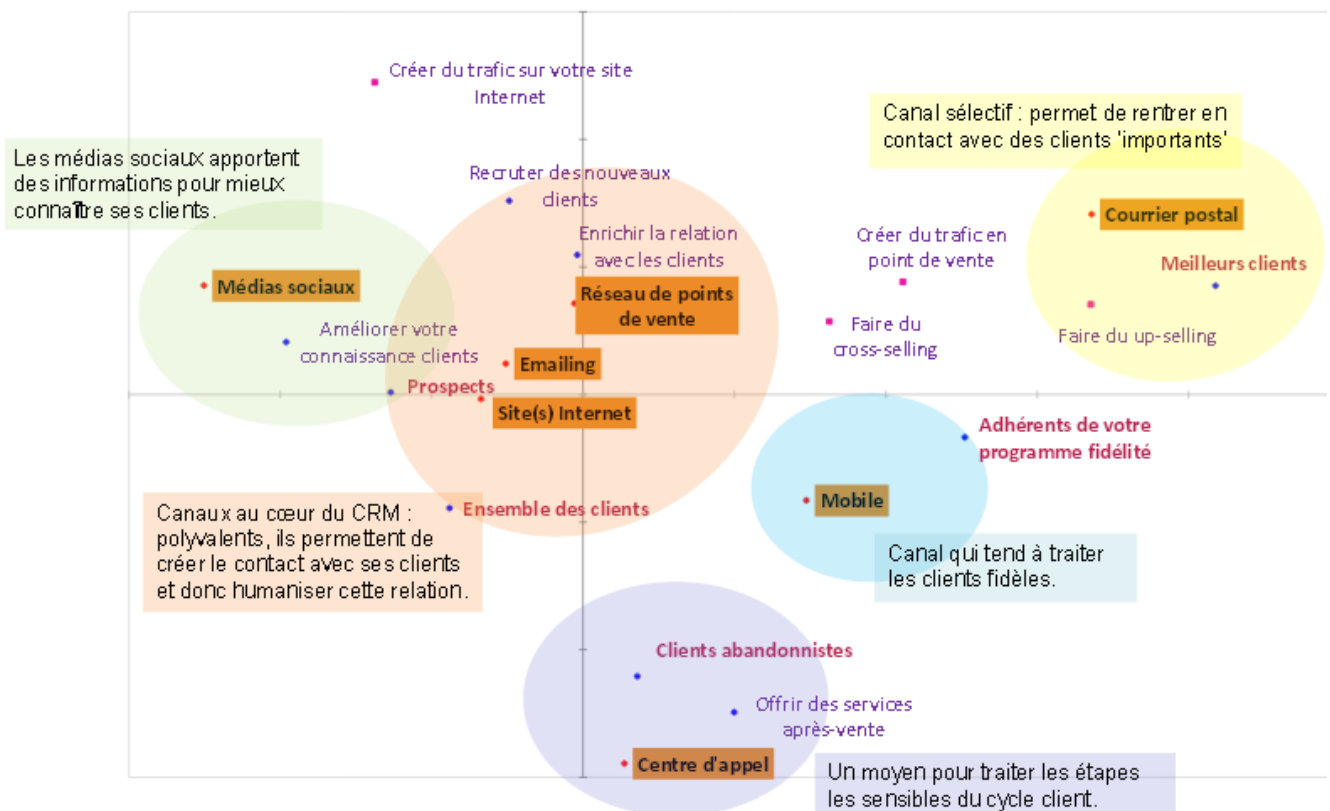 Créer du trafic sur votre site
Internet
Canal sélectif : permet de rentrer en
contact avec des clients 'importants'
Les médias sociaux apportent
des informations pour mieux
connaître ses clients.
Recruter des nouveaux
clients
Enrichir la relation
avec les clients
Créer du trafic en
point de vente
Courrier postal
Meilleurs clients
Médias sociaux
Réseau de points
de vente
Améliorer votre
connaissance clients
Faire du
cross-selling
Faire du up-selling
Emailing
Prospects
Site(s) Internet
Adhérents de votre
programme fidélité
Mobile
Ensemble des clients
Canaux au cœur du CRM :
polyvalents, ils permettent de
créer le contact avec ses clients
et donc humaniser cette relation.
Canal qui tend à traiter
les clients fidèles.
Clients abandonnistes
Offrir des services
après-vente
Centre d'appel
Un moyen pour traiter les étapes
les sensibles du cycle client.